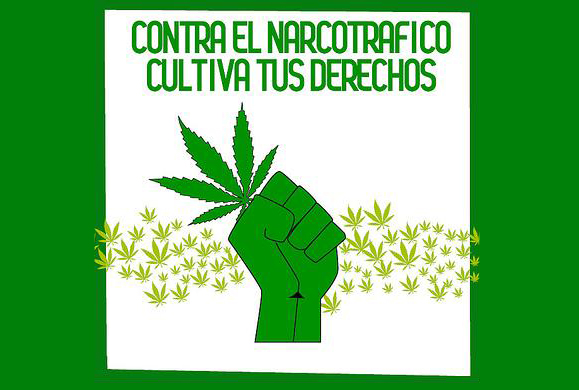 CONTRA EL NARCOTRAFICO
CULTIVA TUS DERECHOS